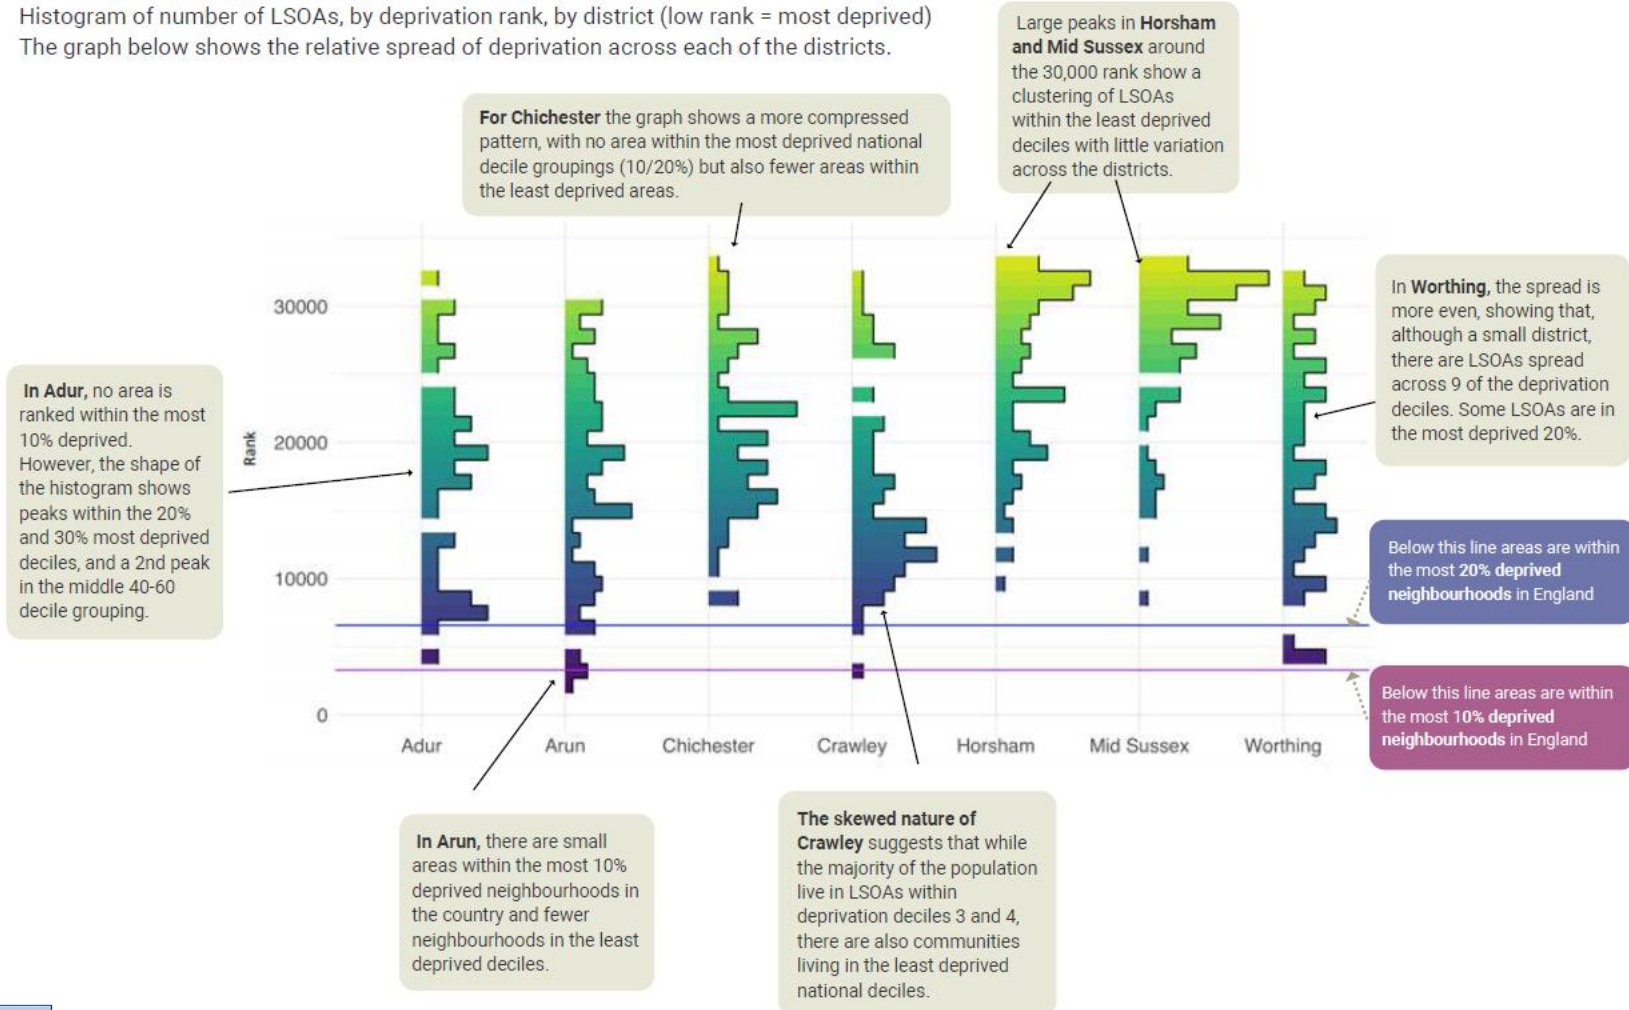 Histogram of number of LSOAs, by deprivation rank, by district (low rank = most deprived)
The graph below shows the relative spread of deprivation across each of the districts.
Large peaks in Horsham
and Mid Sussex around
the 30,000 rank show a
clustering of LSOAs
within the least deprived
deciles with little variation
across the districts.
For Chichester the graph shows a more compressed
pattern, with no area within the most deprived national
decile groupings (10/20%) but also fewer areas within
the least deprived areas.
In Worthing, the spread is
more even, showing that,
although a small district,
there are LSOAs spread
across 9 of the deprivation
deciles. Some LSOAs are in
the most deprived 20%.
In Adur, no area is
ranked within the most
10% deprived.
However, the shape of
the histogram shows
peaks within the 20%
and 30% most deprived
deciles, and a 2nd peak
in the middle 40-60
decile grouping.
Rank
30000
20000
10000
0
Adur Arun Chichester Crawley Horsham Mid Sussex Worthing
Below this line areas are within
the most 20% deprived
neighbourhoods in England
Below this line areas are within
the most 10% deprived
neighbourhoods in England
In Arun, there are small
areas within the most 10%
deprived neighbourhoods in
the country and fewer
neighbourhoods in the least
deprived deciles.
The skewed nature of
Crawley suggests that while
the majority of the population
live in LSOAs within
deprivation deciles 3 and 4,
there are also communities
living in the least deprived
national deciles.